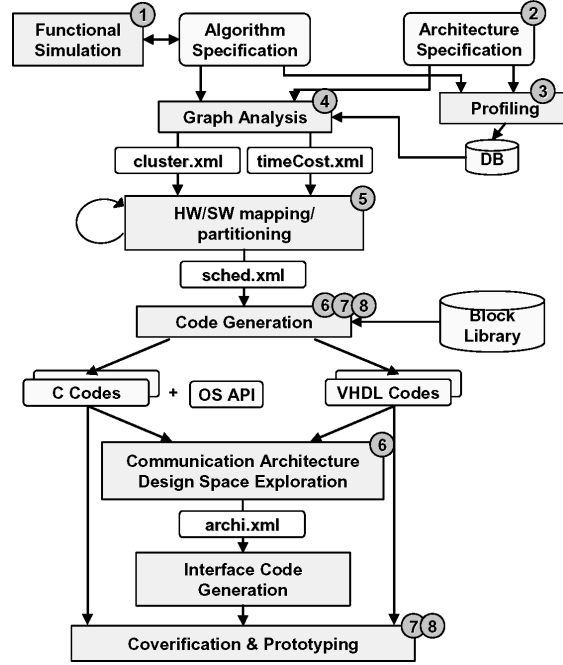 1
Functional
Simulation
Algorithm
Specification
2
Architecture
Specification
3
Profiling
4
Graph Analysis
DB
cluster.xml
timeCost.xml
5
HW/SW mapping/
partitioning
sched.xml
6 7 8
Code Generation
Block
Library
C Codes
+
OS API
VHDL Codes
6
Communication Architecture
Design Space Exploration
archi.xml
Interface Code
Generation
7 8
Coverification & Prototyping